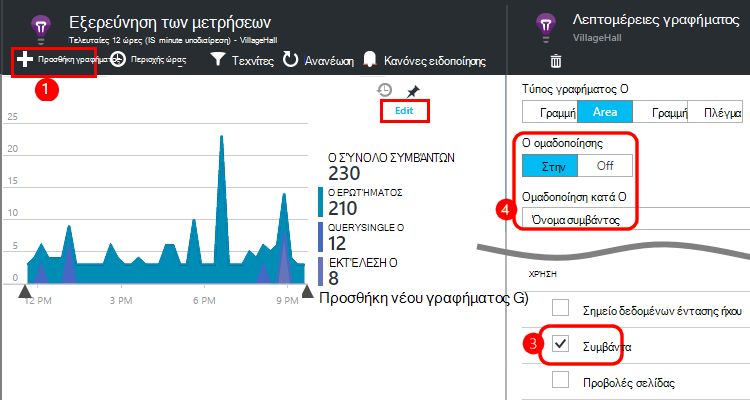 Εξερεύνηση των μετρήσεων
Τελευταίες 12 ώρες (IS minute υποδιαίρεση) - VillageHall
Προσθήκη γραφήματος
Περιοχής ώρας
Τεχνίτες
Ανανέωση
Κανόνες ειδοποίησης
1
Edit
25
20
15
10
5
0
12 PM
3 PM
6 PM
9 PM
Ο ΣΎΝΟΛΟ ΣΥΜΒΆΝΤΩΝ
230
Ο ΕΡΩΤΉΜΑΤΟΣ
210
QUERYSINGLE Ο
12
ΕΚΤΈΛΕΣΗ Ο
8
Προσθήκη νέου γραφήματος G)
Λεπτομέρειες γραφήματος
VillageHall
Τύπος γραφήματος Ο
Γραμμή
Area
Γραμμή
Πλέγμα
Ο ομαδοποίησης
Στην
Off
4
Ομαδοποίηση κατά Ο
Όνομα συμβάντος
ΧΡΗΣΗ
Σημείο δεδομένων έντασης ήχου
3
Συμβάντα
Προβολές σελίδας